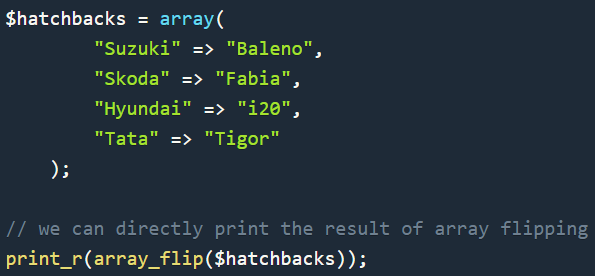 $hatchbacks = array(
"Suzuki" => "Baleno",
"Skoda" => "Fabia",
"Hyundai" => "i20",
"Tata" => "Tigor"
);
// we can directly print the result of array flipping
print_r(array_flip($hatchbacks));